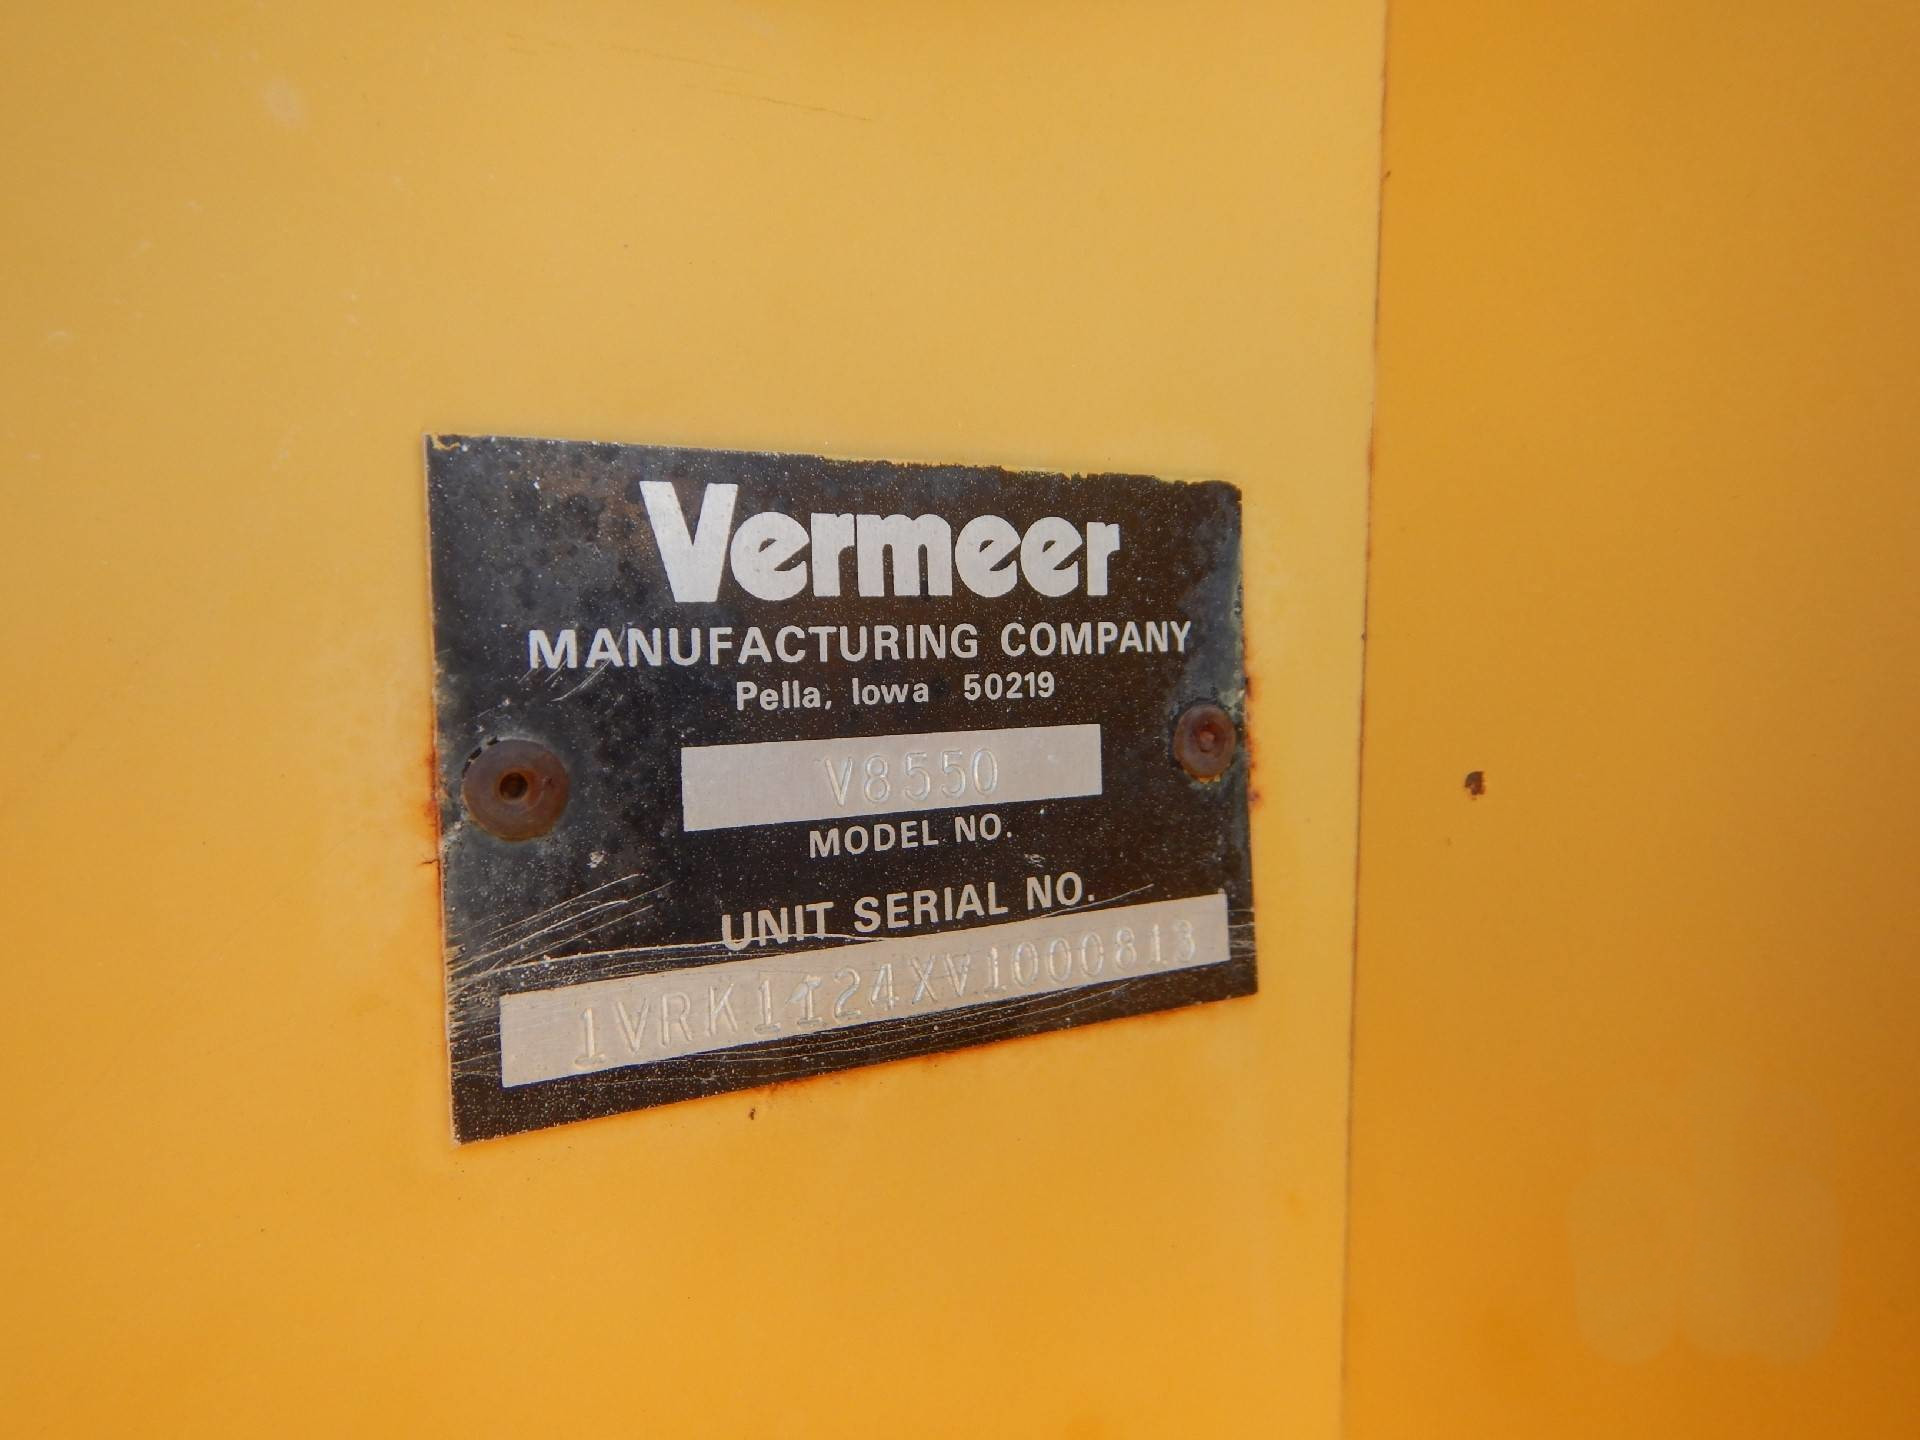 Vermeer
MANUFACTURING COMPANY
Pella, Iowa 50219
V8550
MODEL NO.
UNIT SERIAL NO.
1VRK1124XV1000813